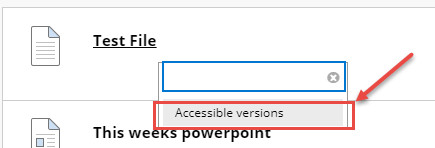 Test File
Accessible versions
This weeks powerpoint